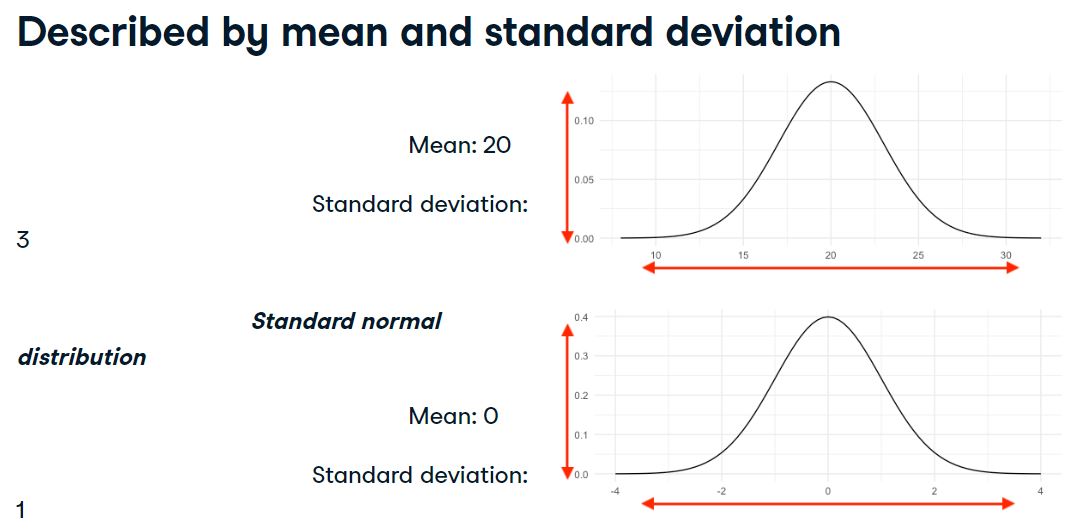 Described by mean and standard deviation
Mean: 20
Standard deviation:
3
0.10
0.05
0.00
10 15 20 25 30
Standard normal
distribution
Mean: 0
Standard deviation:
1
0.4
0.3
0.2
0.1
0.0
-4 -2 0 2 4